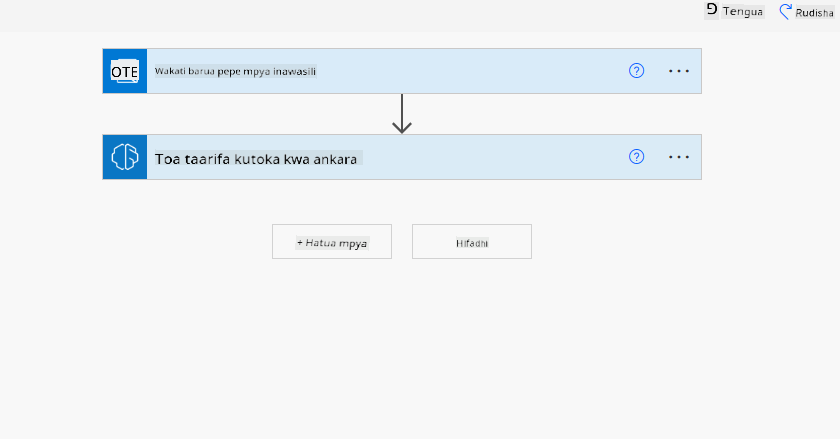 Tengua
Rudisha
OTE
Wakati barua pepe mpya inawasili
Toa taarifa kutoka kwa ankara
+ Hatua mpya
Hifadhi